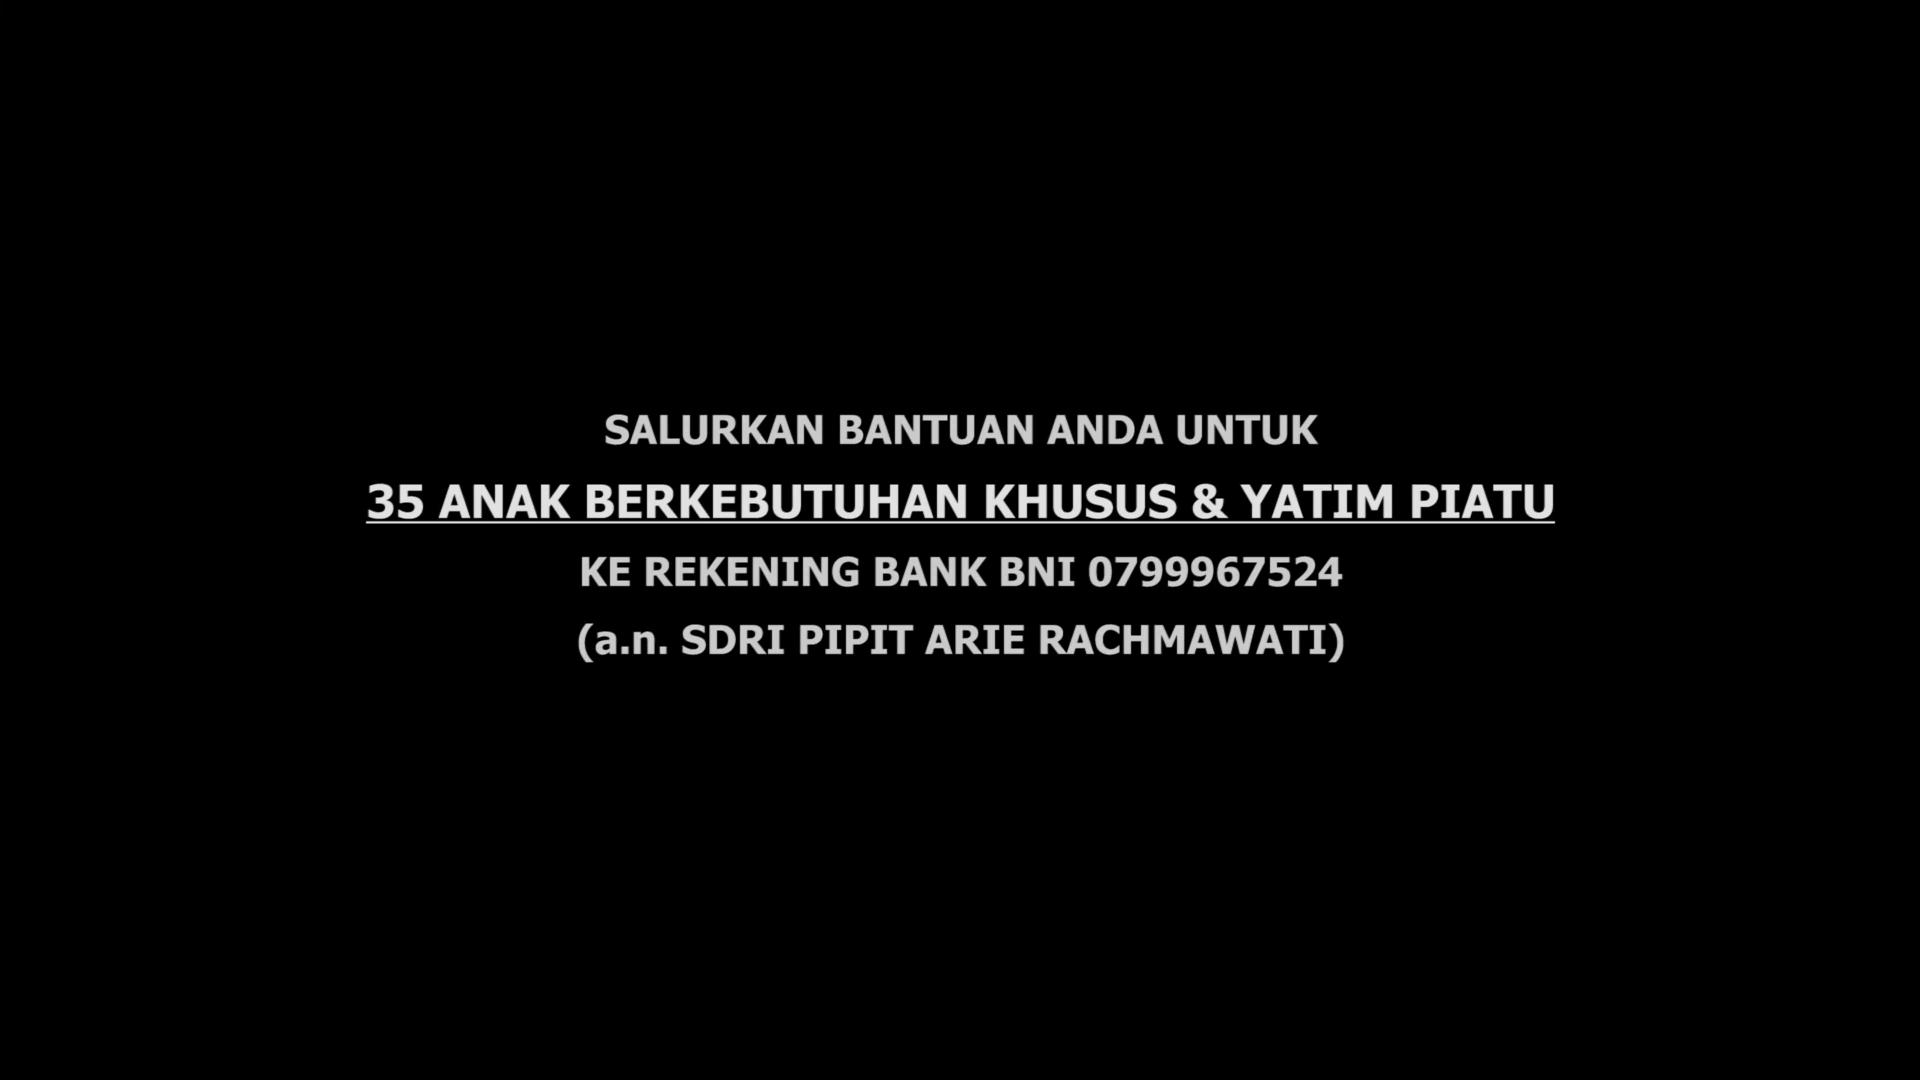 SALURKAN BANTUAN ANDA UNTUK
35 ANAK BERKEBUTUHAN KHUSUS & YATIM PIATU
KE REKENING BANK BNI 0799967524
(a.n. SDRI PIPIT ARIE RACHMAWATI)